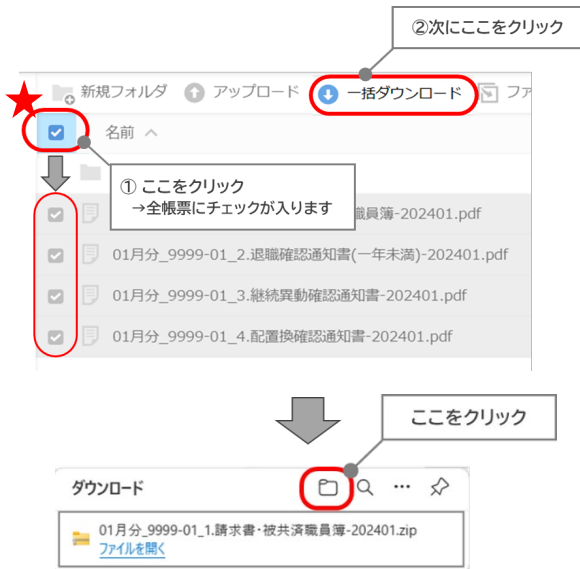 ②次にここをクリック
新規フォルダ アップロード 一括ダウンロード ファ
名前
① ここをクリック
→全帳票にチェックが入ります
職員簿-202401.pdf
01月分_9999-01_2.退職確認通知書(一年未満)-202401.pdf
01月分_9999-01_3.継続異動確認通知書-202401.pdf
01月分_9999-01_4.配置換確認通知書-202401.pdf
ここをクリック
ダウンロード
01月分_9999-01_1.請求書・被共済職員簿-202401.zip
ファイルを開く